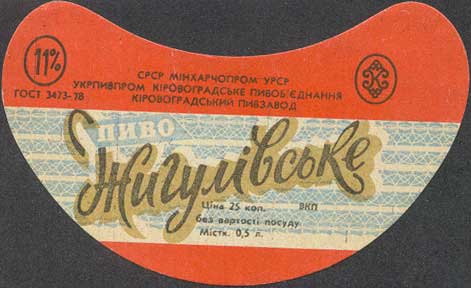 11%
ГОСТ 3473-78
СРСР МІНХАРЧОПРОМ УРСР
УКРПИВПРОМ КІРОВОГРАДСЬКЕ ПИВОБ'ЄДНАННЯ
КІРОВОГРАДСЬКИЙ ПИВЗАВОД
ПИВО
Жигулівське
Ціна 25 коп. ВКП
без вартості посуду
Містк. 0,5 л.